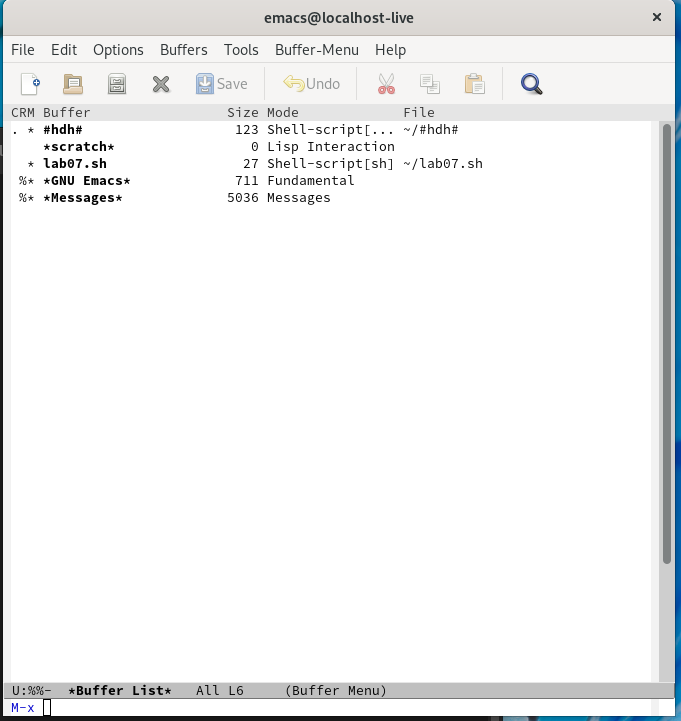 emacs@localhost-live ×
File Edit Options Buffers Tools Buffer-Menu Help
Save Undo
CRM Buffer Size Mode File
. * #hdh# 123 Shell-script[... ~/#hdh#
*scratch* 0 Lisp Interaction
* lab07.sh 27 Shell-script[sh] ~/lab07.sh
%* *GNU Emacs* 711 Fundamental
%* *Messages* 5036 Messages
U:%%- *Buffer List* All L6 (Buffer Menu)
M-x